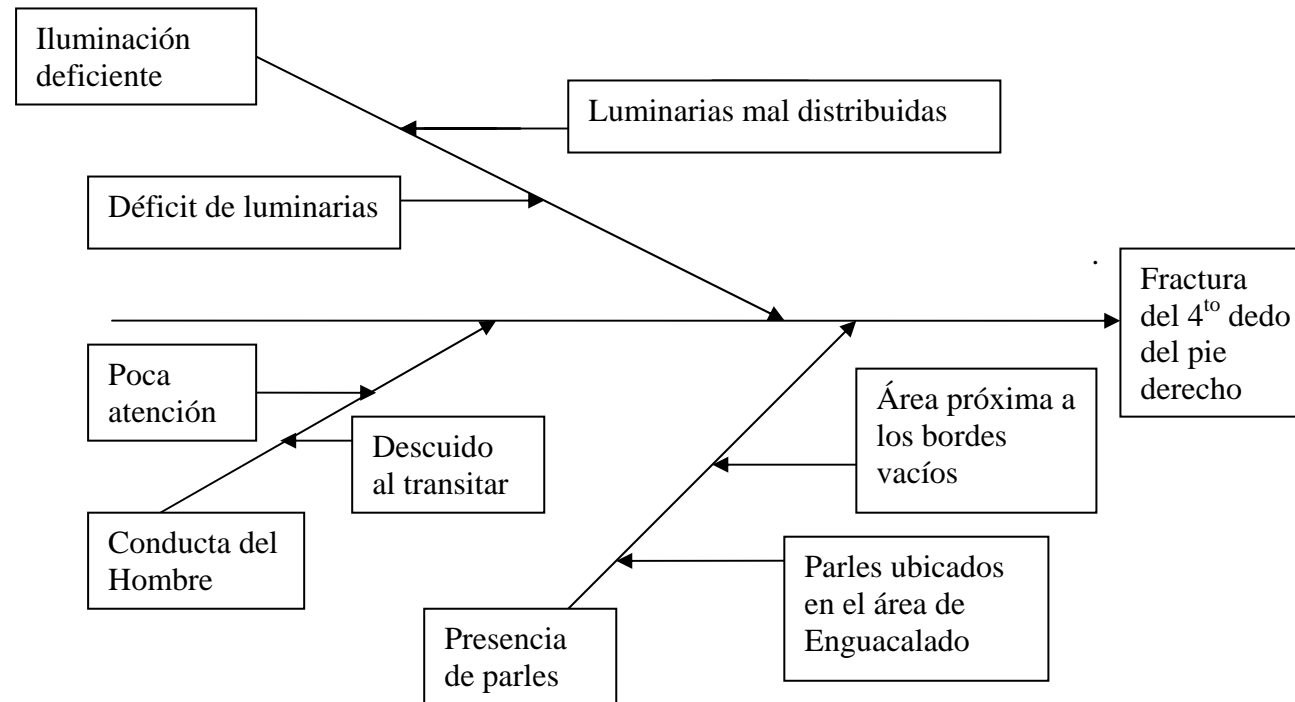 Iluminación
deficiente
Luminarias mal distribuidas
Déficit de luminarias
.
Fractura
del 4to dedo
del pie
derecho
Poca
atención
Área próxima a
los bordes
vacíos
Descuido
al transitar
Conducta del
Hombre
Parles ubicados
en el área de
Enguacalado
Presencia
de parles